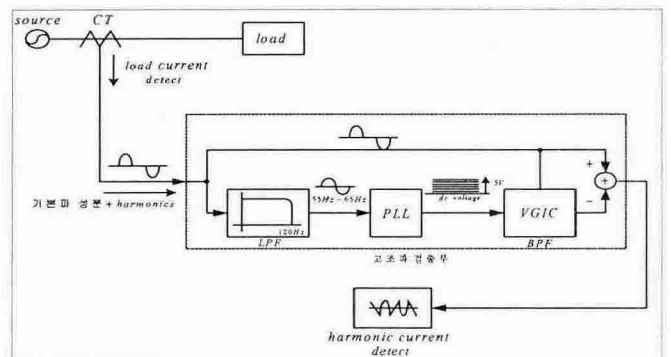 source
CT
load
load current
detect
기본파 성분 + harmonics
+
+
-
55Hz~65Hz
5V
dc voltage
PLL
VGIC
120Hz
LPF
BPF
고조파검출부
harmonic current
detect